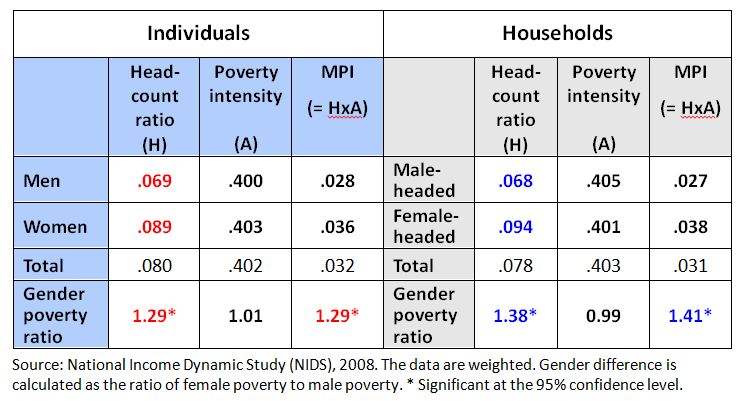 Individuals
Households
Head-
count
ratio
(H)
Poverty
intensity
(A)
MPI
(= HxA)
Head-
count
ratio
(H)
Poverty
intensity
(A)
MPI
(= HxA)
Men
.069
.400
.028
Male-
headed
.068
.405
.027
Women
.089
.403
.036
Female-
headed
.094
.401
.038
Total
.080
.402
.032
Total
.078
.403
.031
Gender
poverty
ratio
1.29*
1.01
1.29*
Gender
poverty
ratio
1.38*
0.99
1.41*
Source: National Income Dynamic Study (NIDS), 2008. The data are weighted. Gender difference is
calculated as the ratio of female poverty to male poverty. * Significant at the 95% confidence level.